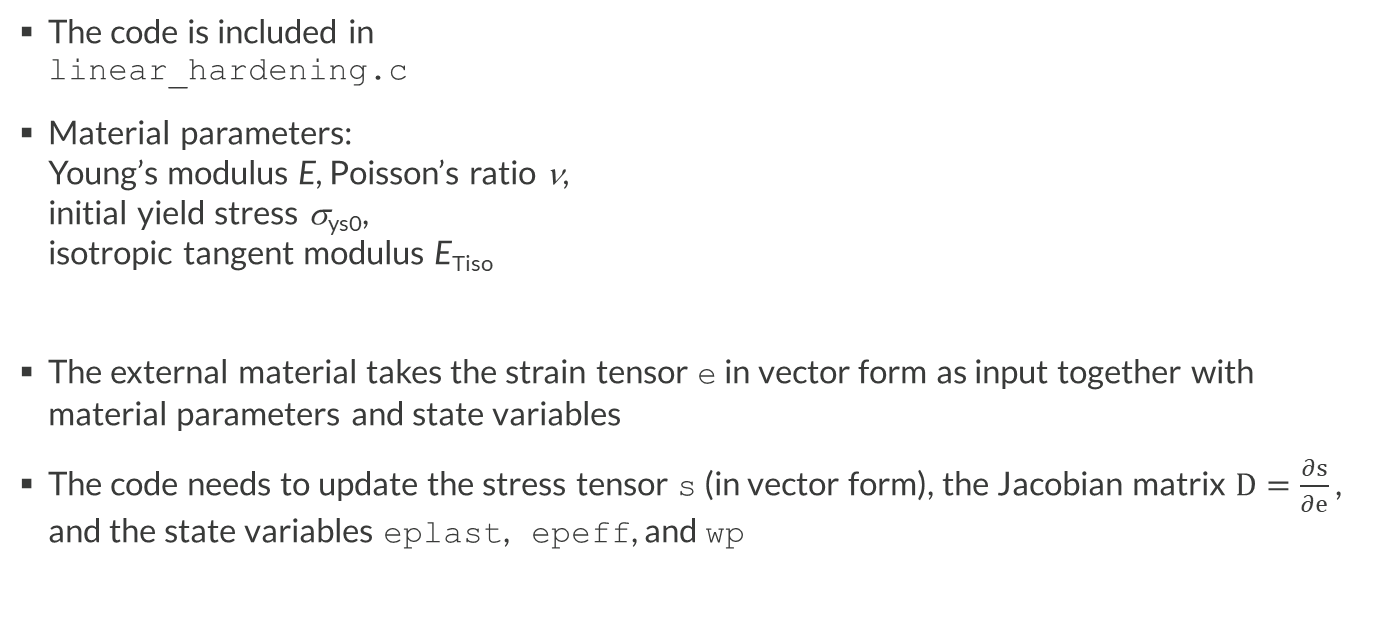 ▪ The code is included in
linear_hardening.c
▪ Material parameters:
Young’s modulus E, Poisson’s ratio ν,
initial yield stress σys0,
isotropic tangent modulus ETiso
▪ The external material takes the strain tensor e in vector form as input together with
material parameters and state variables
▪ The code needs to update the stress tensor s (in vector form), the Jacobian matrix D = ∂s/∂e,
and the state variables eplast, epeff, and wp